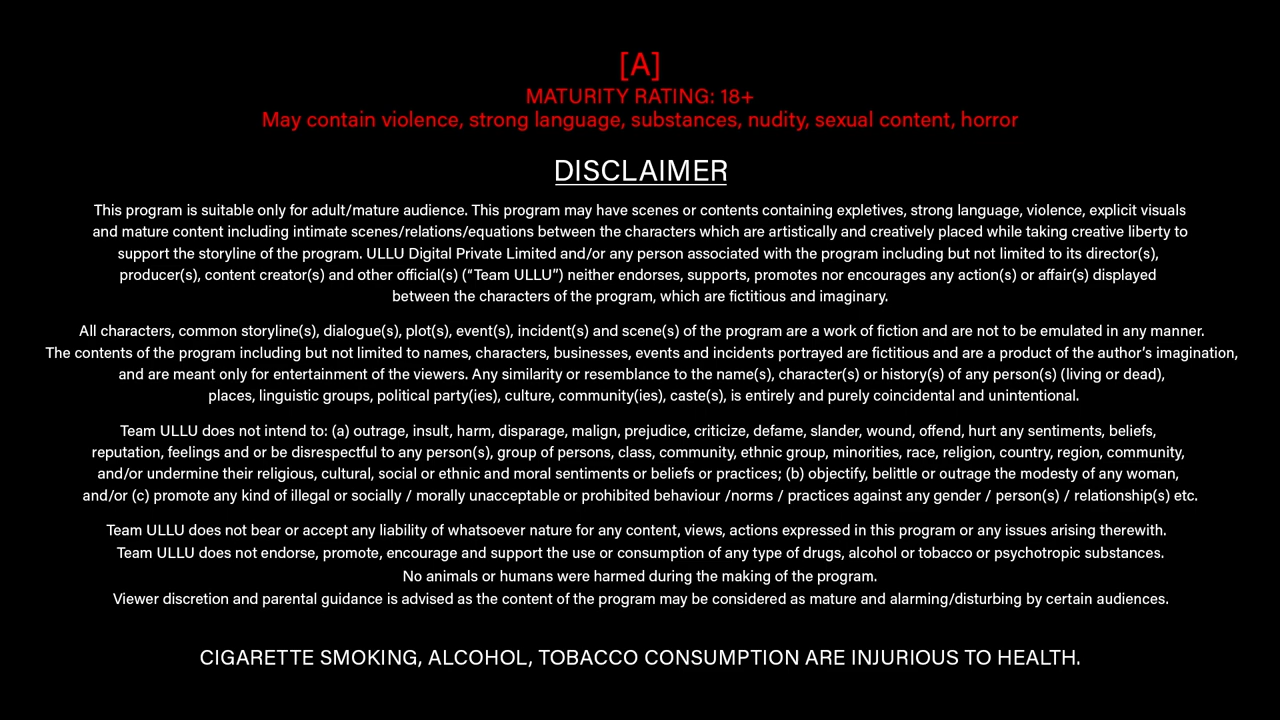 [A]
MATURITY RATING: 18+
May contain violence, strong language, substances, nudity, sexual content, horror
DISCLAIMER
This program is suitable only for adult/mature audience. This program may have scenes or contents containing expletives, strong language, violence, explicit visuals
and mature content including intimate scenes/relations/equations between the characters which are artistically and creatively placed while taking creative liberty to
support the storyline of the program. ULLU Digital Private Limited and/or any person associated with the program including but not limited to its director(s),
producer(s), content creator(s) and other official(s) (“Team ULLU”) neither endorses, supports, promotes nor encourages any action(s) or affair(s) displayed
between the characters of the program, which are fictitious and imaginary.
All characters, common storyline(s), dialogue(s), plot(s), event(s), incident(s) and scene(s) of the program are a work of fiction and are not to be emulated in any manner.
The contents of the program including but not limited to names, characters, businesses, events and incidents portrayed are fictitious and are a product of the author’s imagination,
and are meant only for entertainment of the viewers. Any similarity or resemblance to the name(s), character(s) or history(s) of any person(s) (living or dead),
places, linguistic groups, political party(ies), culture, community(ies), caste(s), is entirely and purely coincidental and unintentional.
Team ULLU does not intend to: (a) outrage, insult, harm, disparage, malign, prejudice, criticize, defame, slander, wound, offend, hurt any sentiments, beliefs,
reputation, feelings and or be disrespectful to any person(s), group of persons, class, community, ethnic group, minorities, race, religion, country, region, community,
and/or undermine their religious, cultural, social or ethnic and moral sentiments or beliefs or practices; (b) objectify, belittle or outrage the modesty of any woman,
and/or (c) promote any kind of illegal or socially / morally unacceptable or prohibited behaviour /norms / practices against any gender / person(s) / relationship(s) etc.
Team ULLU does not bear or accept any liability of whatsoever nature for any content, views, actions expressed in this program or any issues arising therewith.
Team ULLU does not endorse, promote, encourage and support the use or consumption of any type of drugs, alcohol or tobacco or psychotropic substances.
No animals or humans were harmed during the making of the program.
Viewer discretion and parental guidance is advised as the content of the program may be considered as mature and alarming/disturbing by certain audiences.
CIGARETTE SMOKING, ALCOHOL, TOBACCO CONSUMPTION ARE INJURIOUS TO HEALTH.